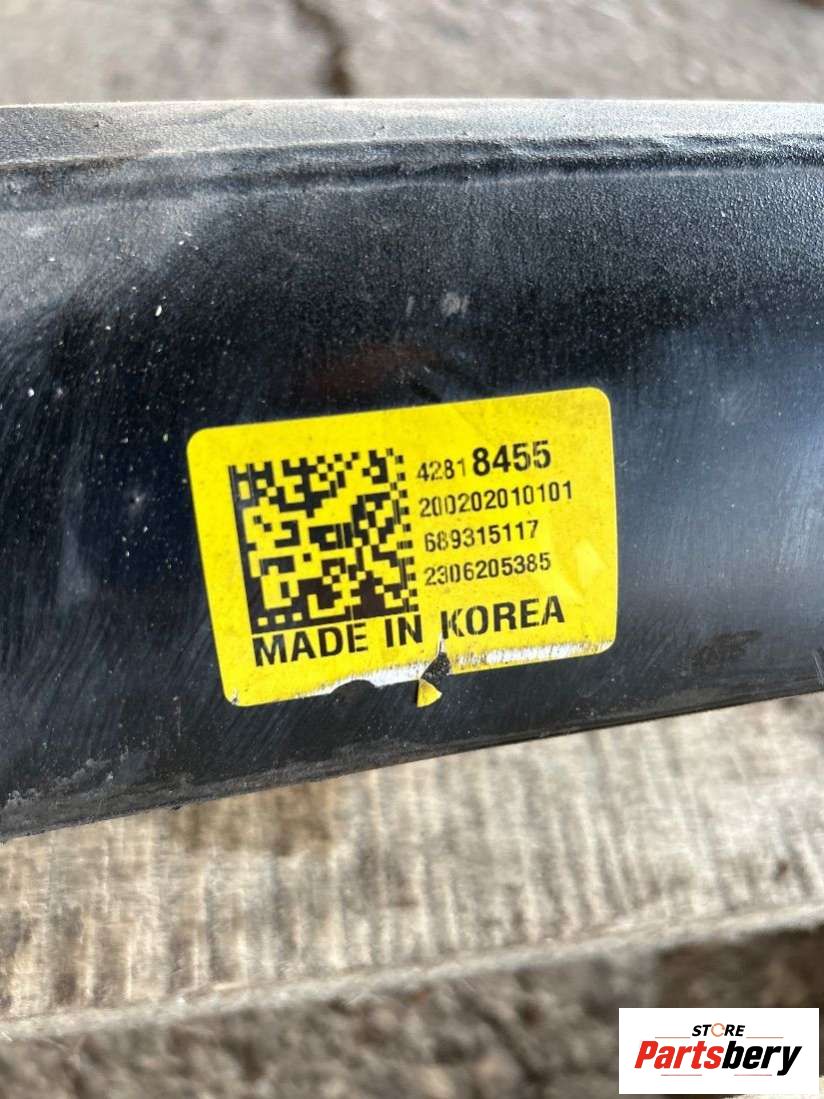 42818455
200202010101
689315117
2306205385
MADE IN KOREA
STORE
Partsbery